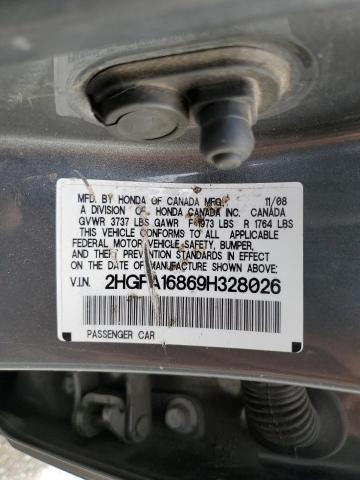 MFD. BY HONDA OF CANADA MFG. 11/08
A DIVISION OF HONDA CANADA INC. CANADA
GVWR 3737 LBS GAWR F 1973 LBS R 1764 LBS
THIS VEHICLE CONFORMS TO ALL APPLICABLE
FEDERAL MOTOR VEHICLE SAFETY, BUMPER,
AND THEFT PREVENTION STANDARDS IN EFFECT
ON THE DATE OF MANUFACTURE SHOWN ABOVE:
V.I.N. 2HGFA16869H328026
PASSENGER CAR